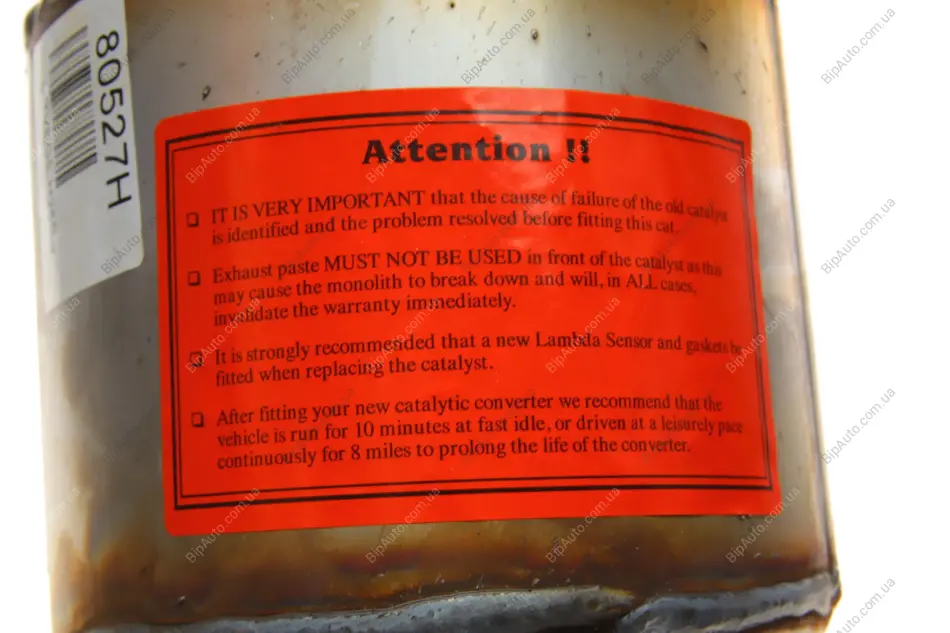 80527H
Attention !!
❏ IT IS VERY IMPORTANT that the cause of failure of the old catalyst
is identified and the problem resolved before fitting this cat.
❏ Exhaust paste MUST NOT BE USED in front of the catalyst as this
may cause the monolith to break down and will, in ALL cases,
invalidate the warranty immediately.
❏ It is strongly recommended that a new Lambda Sensor and gaskets be
fitted when replacing the catalyst.
❏ After fitting your new catalytic converter we recommend that the
vehicle is run for 10 minutes at fast idle, or driven at a leisurely pace
continuously for 8 miles to prolong the life of the converter.
BipAuto.com.ua